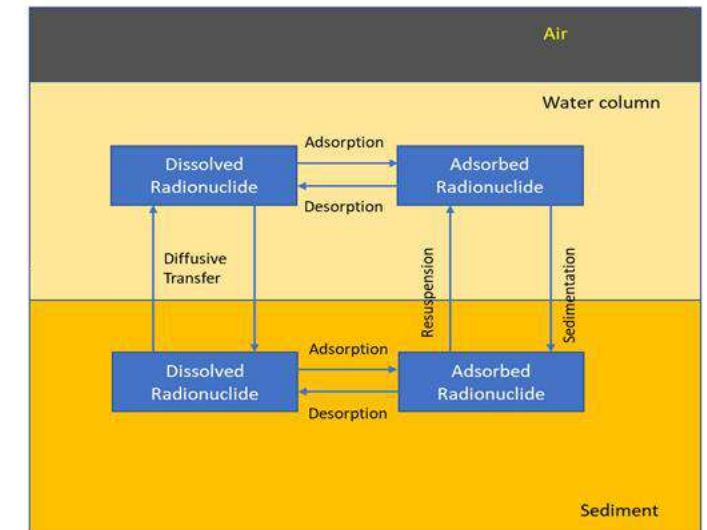 Air
Water column
Adsorption
Dissolved
Radionuclide
Adsorbed
Radionuclide
Desorption
Diffusive
Transfer
Resuspension
Sedimentation
Adsorption
Dissolved
Radionuclide
Adsorbed
Radionuclide
Desorption
Sediment